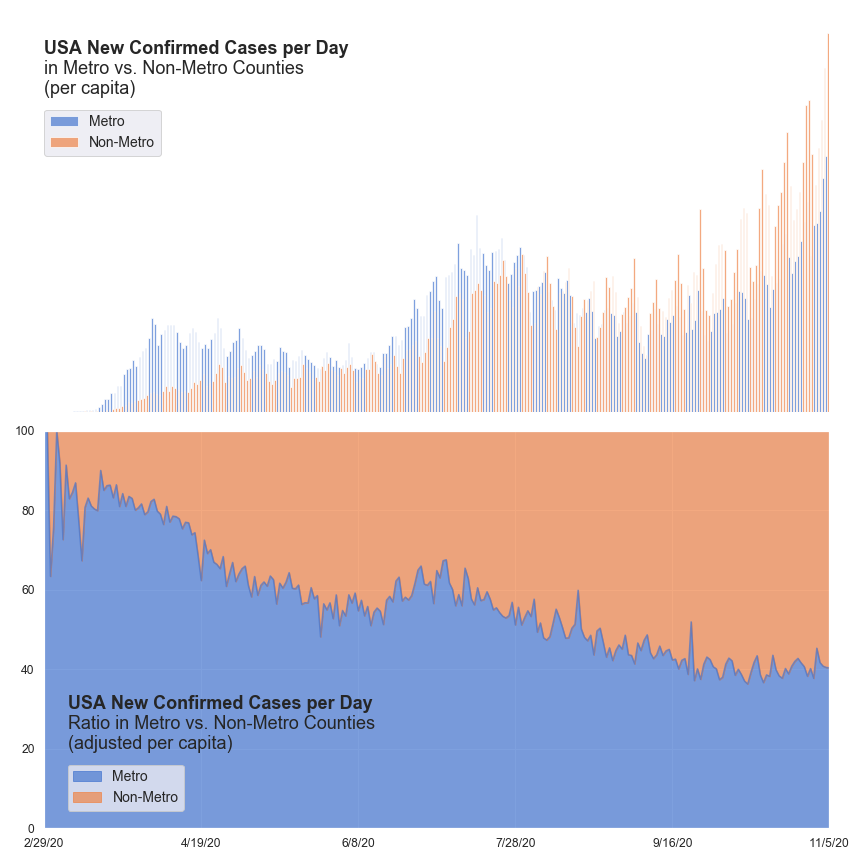 USA New Confirmed Cases per Day
in Metro vs. Non-Metro Counties
(per capita)
Metro
Non-Metro
100
80
60
40
20
0
USA New Confirmed Cases per Day
Ratio in Metro vs. Non-Metro Counties
(adjusted per capita)
Metro
Non-Metro
2/29/20 4/19/20 6/8/20 7/28/20 9/16/20 11/5/20